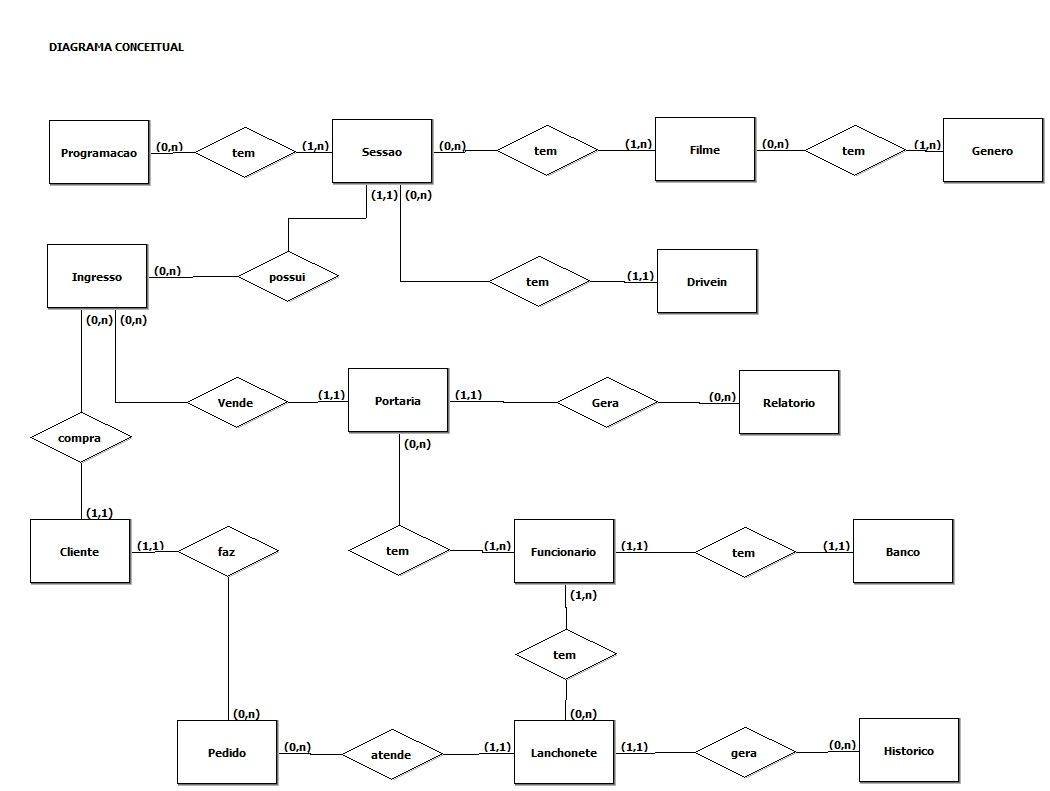 DIAGRAMA CONCEITUAL
Programacao (0,n) tem (1,n) Sessao (0,n) tem (1,n) Filme (0,n) tem (1,n) Genero
(1,1) (0,n)
Ingresso (0,n) possui tem (1,1) Drivein
(0,n) (0,n)
Vende (1,1) Portaria (1,1) Gera (0,n) Relatorio
compra (0,n)
(1,1)
Cliente (1,1) faz tem (1,n) Funcionario (1,1) tem (1,1) Banco
(1,n)
tem
(0,n) (0,n)
Pedido (0,n) atende (1,1) Lanchonete (1,1) gera (0,n) Historico